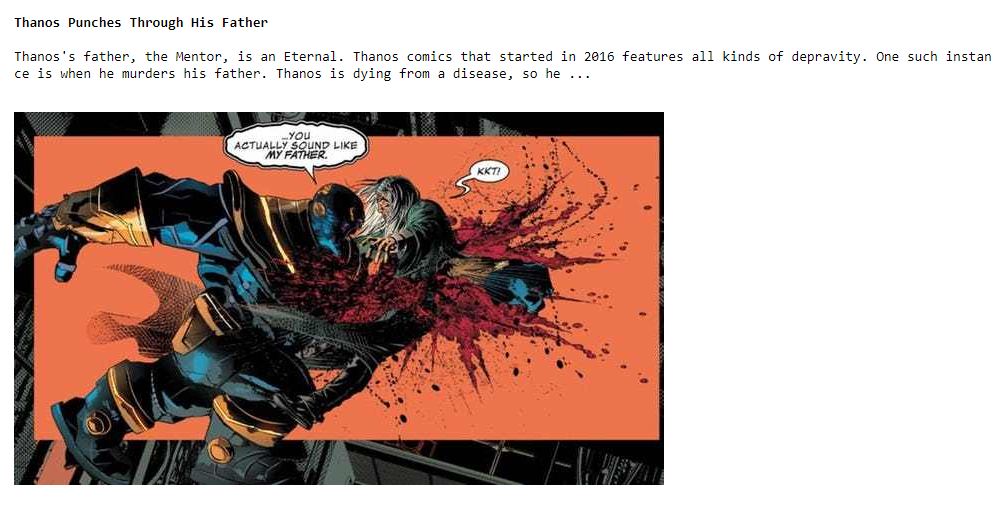 Thanos Punches Through His Father
Thanos's father, the Mentor, is an Eternal. Thanos comics that started in 2016 features all kinds of depravity. One such instan
ce is when he murders his father. Thanos is dying from a disease, so he ...
...YOU
ACTUALLY SOUND LIKE
MY FATHER.
KKT!